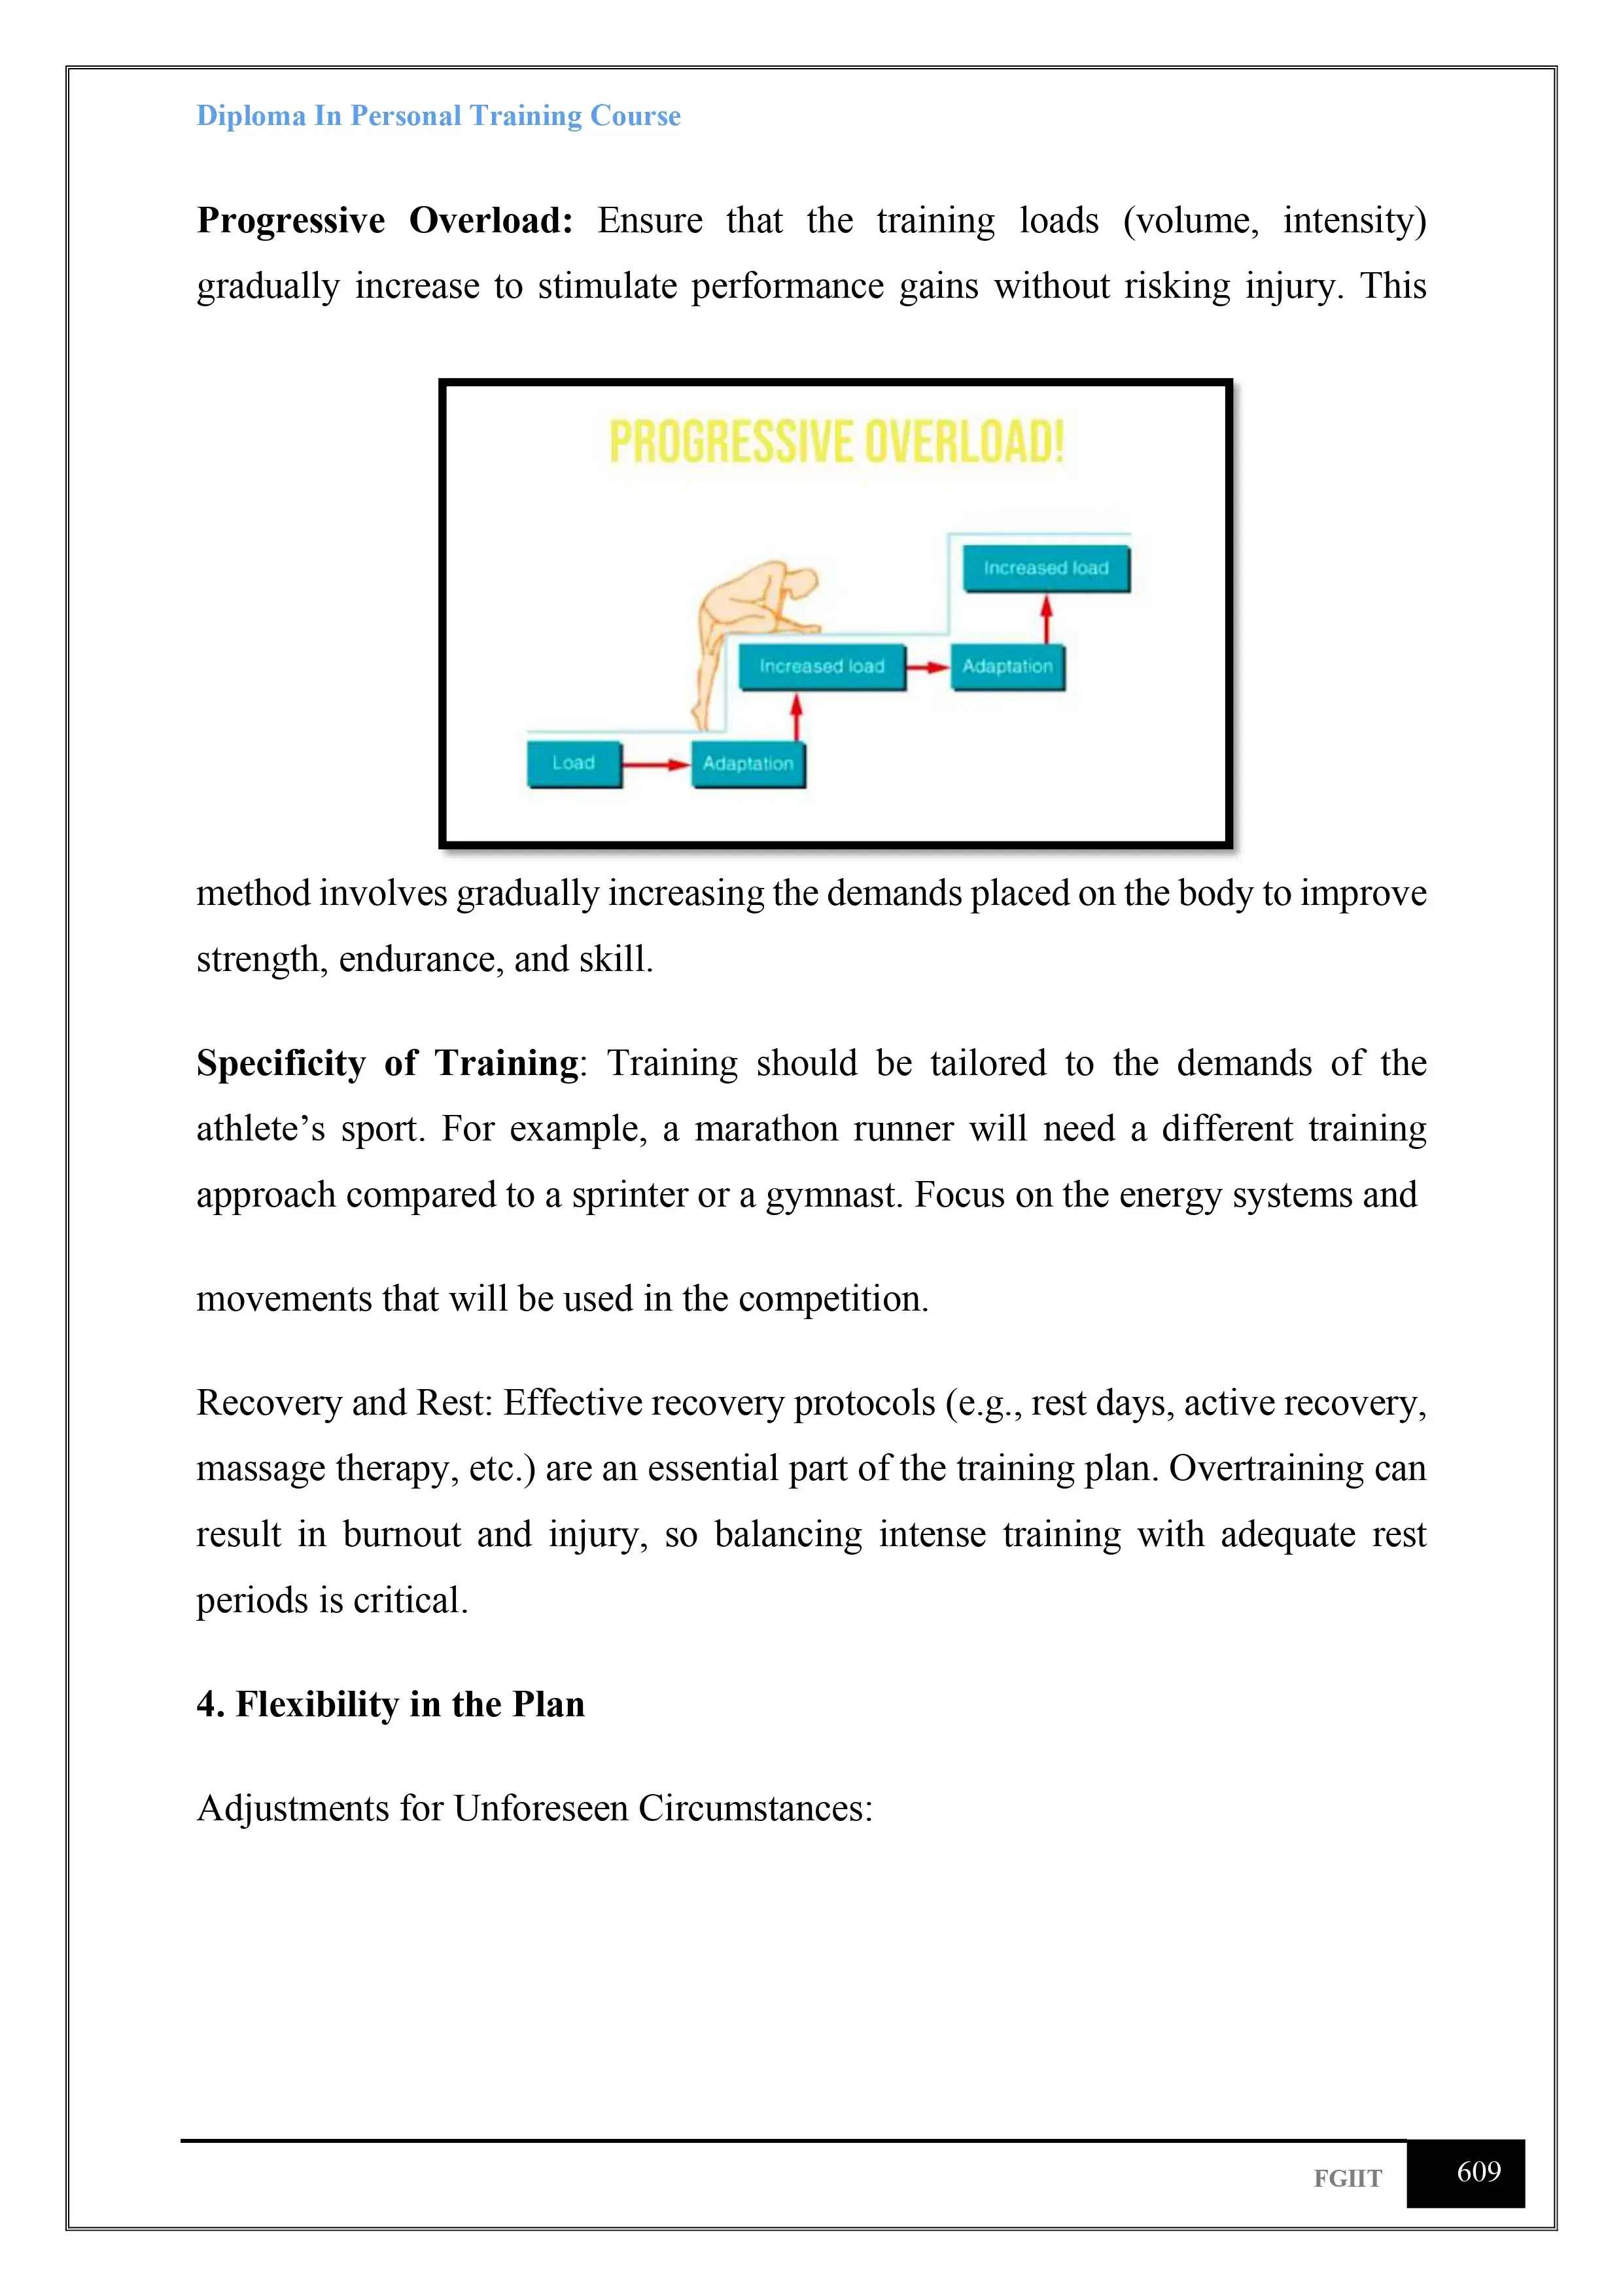 Diploma In Personal Training Course
Progressive Overload: Ensure that the training loads (volume, intensity)
gradually increase to stimulate performance gains without risking injury. This
PROGRESSIVE OVERLOAD!
Increased load
Increased load
Adaptation
Load
Adaptation
method involves gradually increasing the demands placed on the body to improve
strength, endurance, and skill.
Specificity of Training: Training should be tailored to the demands of the
athlete’s sport. For example, a marathon runner will need a different training
approach compared to a sprinter or a gymnast. Focus on the energy systems and
movements that will be used in the competition.
Recovery and Rest: Effective recovery protocols (e.g., rest days, active recovery,
massage therapy, etc.) are an essential part of the training plan. Overtraining can
result in burnout and injury, so balancing intense training with adequate rest
periods is critical.
4. Flexibility in the Plan
Adjustments for Unforeseen Circumstances:
FGIIT
609